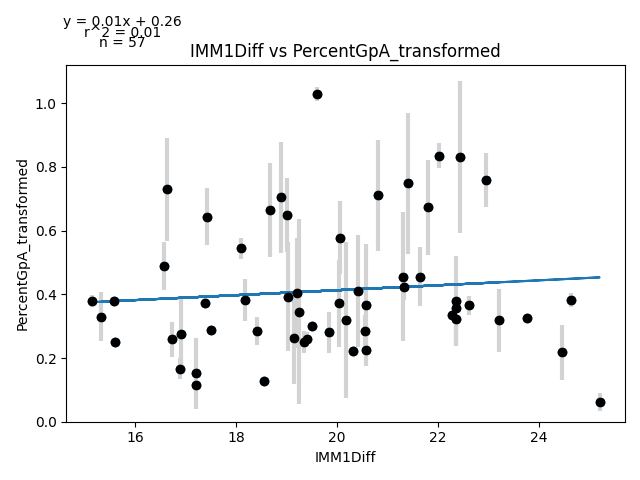 y = 0.01x + 0.26
r^2 = 0.01
n = 57
IMM1Diff vs PercentGpA_transformed
PercentGpA_transformed
1.0
0.8
0.6
0.4
0.2
0.0
16 18 20 22 24
IMM1Diff